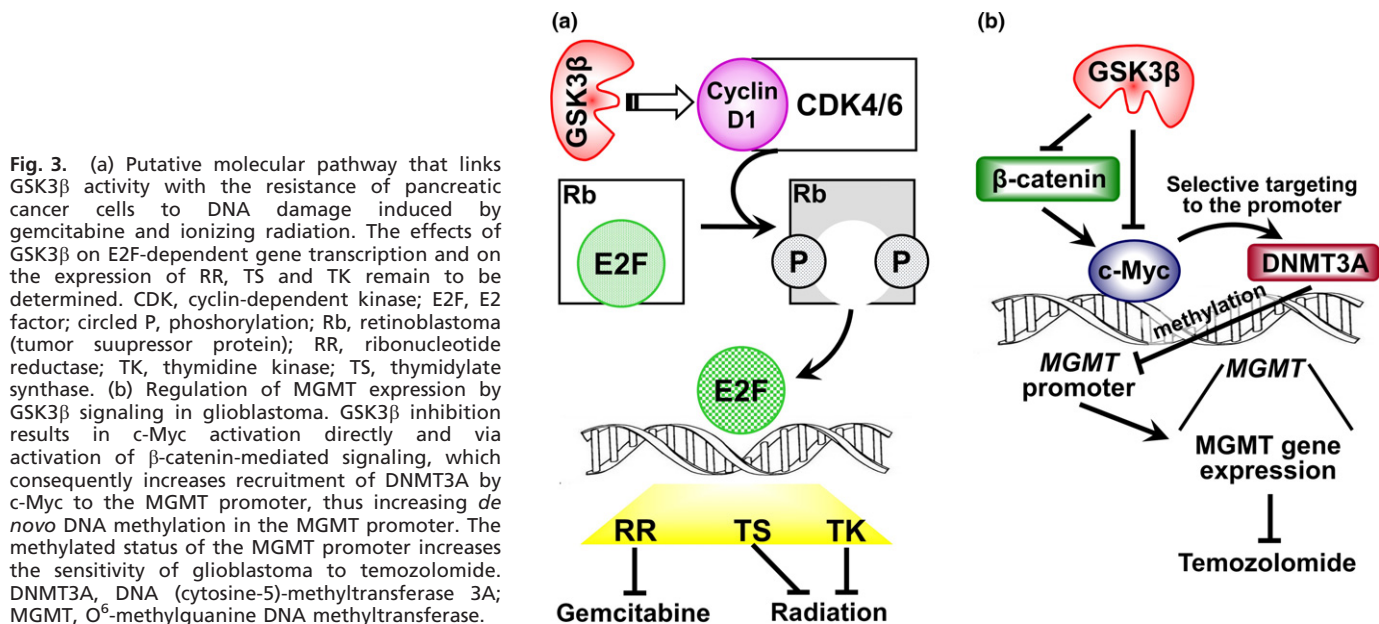 Fig. 3. (a) Putative molecular pathway that links
GSK3β activity with the resistance of pancreatic
cancer cells to DNA damage induced by
gemcitabine and ionizing radiation. The effects of
GSK3β on E2F-dependent gene transcription and on
the expression of RR, TS and TK remain to be
determined. CDK, cyclin-dependent kinase; E2F, E2
factor; circled P, phoshorylation; Rb, retinoblastoma
(tumor suupressor protein); RR, ribonucleotide
reductase; TK, thymidine kinase; TS, thymidylate
synthase. (b) Regulation of MGMT expression by
GSK3β signaling in glioblastoma. GSK3β inhibition
results in c-Myc activation directly and via
activation of β-catenin-mediated signaling, which
consequently increases recruitment of DNMT3A by
c-Myc to the MGMT promoter, thus increasing de
novo DNA methylation in the MGMT promoter. The
methylated status of the MGMT promoter increases
the sensitivity of glioblastoma to temozolomide.
DNMT3A, DNA (cytosine-5)-methyltransferase 3A;
MGMT, O⁶-methylguanine DNA methyltransferase.
(a)
GSK3β
Cyclin
D1
CDK4/6
Rb
E2F
Rb
P
P
E2F
RR
TS
TK
Gemcitabine
Radiation
(b)
GSK3β
β-catenin
Selective targeting
to the promoter
c-Myc
DNMT3A
methylation
MGMT
promoter
MGMT
MGMT gene
expression
Temozolomide